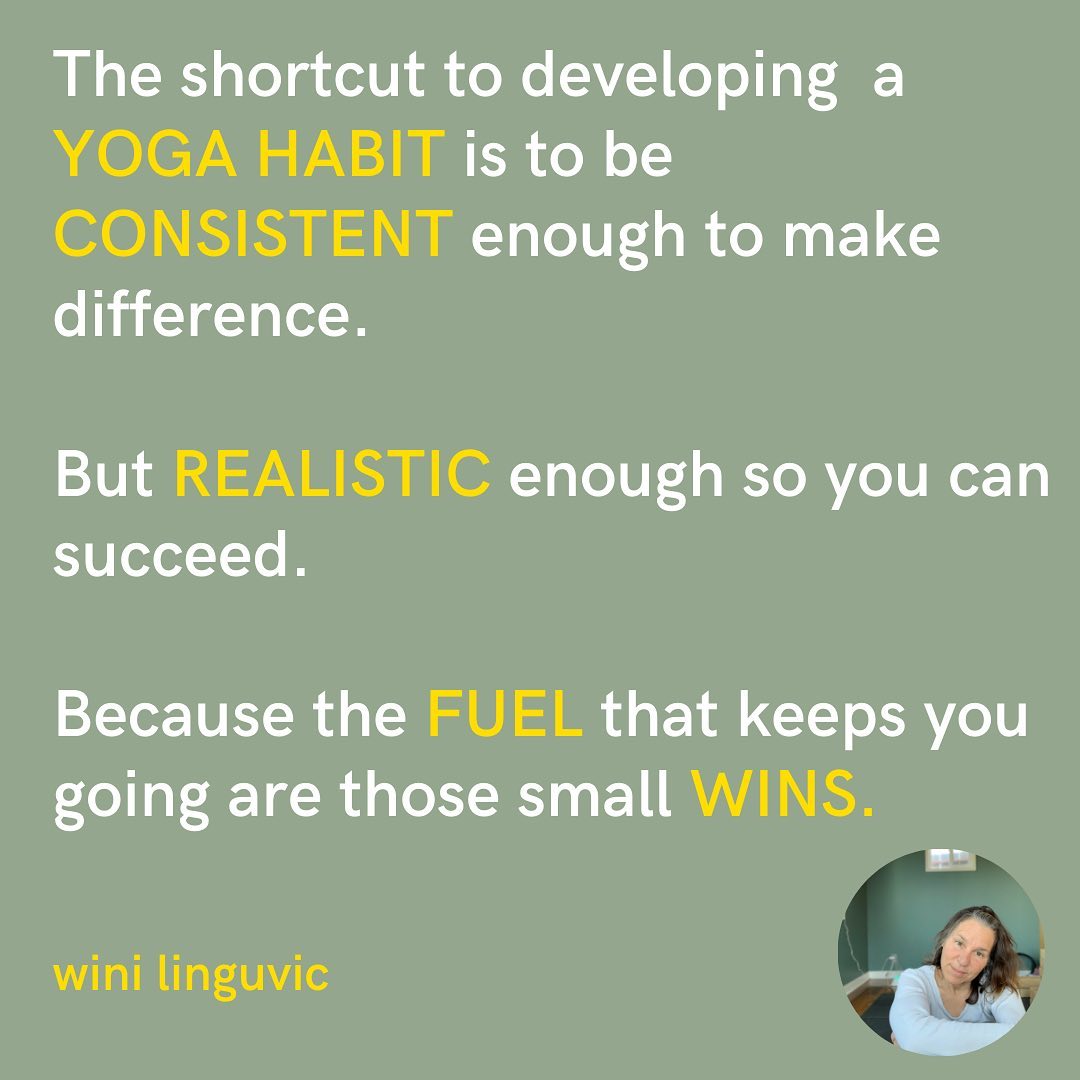 The shortcut to developing  a
YOGA HABIT is to be
CONSISTENT enough to make
difference.
But REALISTIC enough so you can
succeed.
Because the FUEL that keeps you
going are those small WINS.
wini linguvic